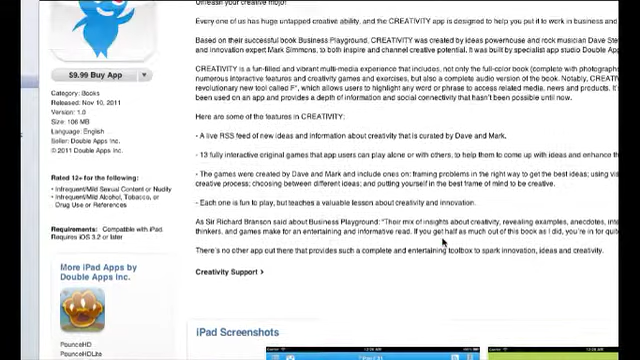 Unleash your creative mojo!
Every one of us has huge untapped creative ability, and the CREATIVITY app is designed to help you put it to work in business and
Based on their successful book Business Playground, CREATIVITY was created by ideas powerhouse and rock musician Dave Ste
and innovation expert Mark Simmons, to both inspire and channel creative potential. It was built by specialist app studio Double Ap
CREATIVITY is a fun-filled and vibrant multi-media experience that includes, not only the full-color book (complete with photograp
numerous interactive features and creativity games and exercises, but also a complete audio version of the book. Notably, CREATI
revolutionary new tool called F", which allows users to highlight any word or phrase to access related media, news and products. It'
been used on an app and provides a depth of information and social connectivity that hasn't been possible until now.
Here are some of the features in CREATIVITY:
- A live RSS feed of new ideas and information about creativity that is curated by Dave and Mark.
- 13 fully interactive original games that app users can play alone or with others, to help them to come up with ideas and enhance
- The games were created by Dave and Mark and include ones on: framing problems in the right way to get the best ideas; using vis
creative process; choosing between different ideas; and putting yourself in the best frame of mind to be creative.
- Each one is fun to play, but teaches a valuable lesson about creativity and innovation.
As Sir Richard Branson said about Business Playground: "Their mix of insights about creativity, revealing examples, anecdotes, inte
thinkers, and games make for an entertaining and informative read. If you get half as much out of this book as I did, you're in for quit
There's no other app out there that provides such a complete and entertaining toolbox to spark innovation, ideas and creativity.
Creativity Support
iPad Screenshots
$9.99 Buy App
Category: Books
Released: Nov 10, 2011
Version: 1.0
Size: 106 MB
Language: English
Seller: Double Apps Inc.
© 2011 Double Apps Inc.
Rated 12+ for the following:
• Infrequent/Mild Sexual Content or Nudity
• Infrequent/Mild Alcohol, Tobacco, or
Drug Use or References
Requirements: Compatible with iPad
Requires iOS 3.2 or later
More iPad Apps by
Double Apps Inc.
PounceHD
PounceHDLite